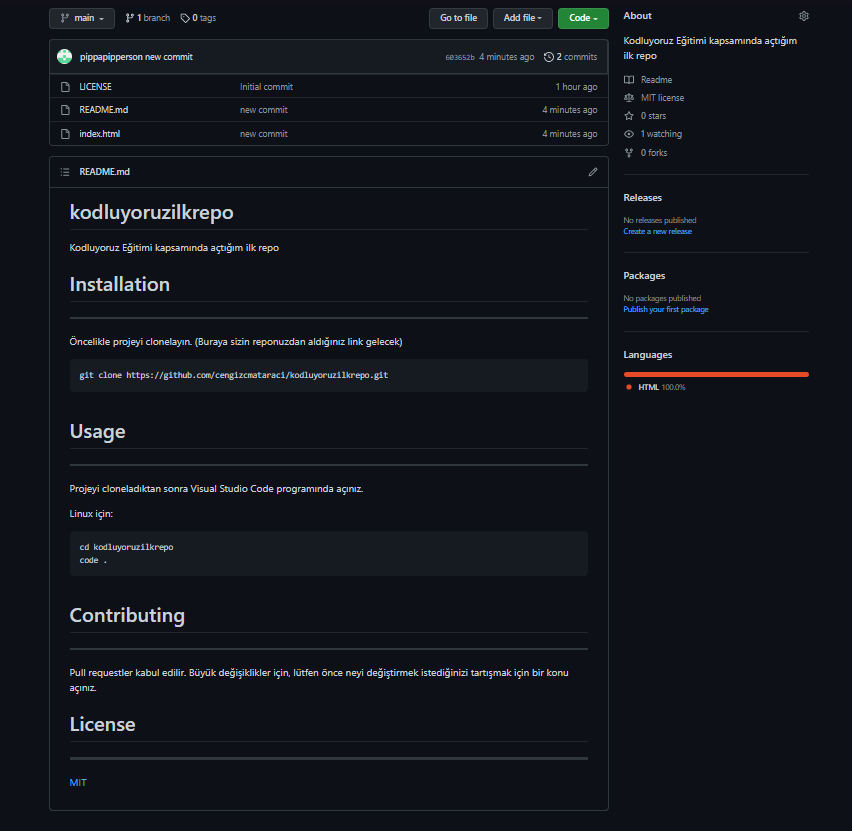 main
1 branch
0 tags
Go to file
Add file
Code
pippapipperson new commit
603652b 4 minutes ago 2 commits
LICENSE Initial commit 1 hour ago
README.md new commit 4 minutes ago
index.html new commit 4 minutes ago
README.md
kodluyoruzilkrepo
Kodluyoruz Eğitimi kapsamında açtığım ilk repo
Installation
Öncelikle projeyi clonelayın. (Buraya sizin reponuzdan aldığınız link gelecek)
git clone https://github.com/cengizcmataraci/kodluyoruzilkrepo.git
Usage
Projeyi cloneladıktan sonra Visual Studio Code programında açınız.
Linux için:
cd kodluyoruzilkrepo
code .
Contributing
Pull requestler kabul edilir. Büyük değişiklikler için, lütfen önce neyi değiştirmek istediğinizi tartışmak için bir konu
açınız.
License
MIT
About
Kodluyoruz Eğitimi kapsamında açtığım
ilk repo
Readme
MIT license
0 stars
1 watching
0 forks
Releases
No releases published
Create a new release
Packages
No packages published
Publish your first package
Languages
HTML 100.0%